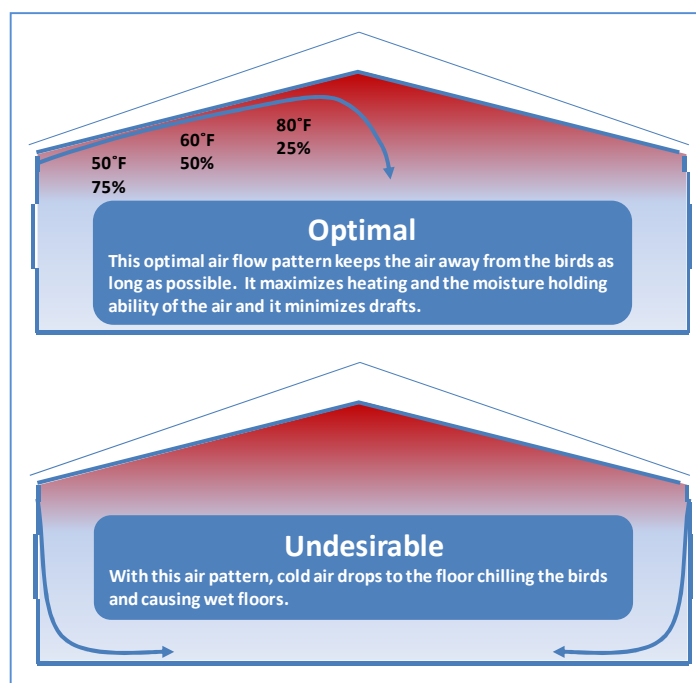 50˚F
75%
60˚F
50%
80˚F
25%
Optimal
This optimal air flow pattern keeps the air away from the birds as
long as possible. It maximizes heating and the moisture holding
ability of the air and it minimizes drafts.
Undesirable
With this air pattern, cold air drops to the floor chilling the birds
and causing wet floors.